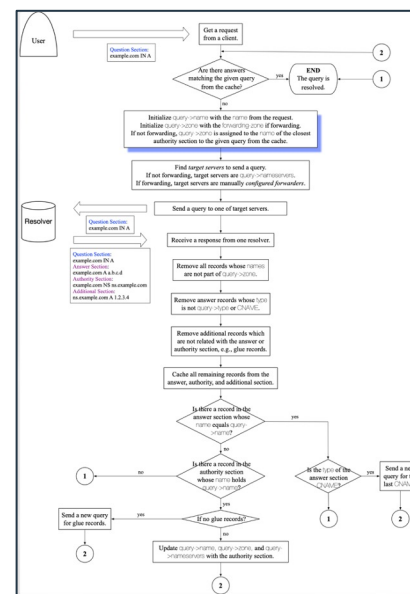 User
Question Section:
example.com IN A
Get a request
from a client.
2
Are there answers
matching the given query
from the cache?
yes
END
The query is
resolved.
1
no
Initialize query->name with the name from the request.
Initialize query->zone with the forwarding zone if forwarding.
If not forwarding, query->zone is assigned to the name of the closest
authority section to the given query from the cache.
Find target servers to send a query.
If not forwarding, target servers are query->nameservers.
If forwarding, target servers are manually configured forwarders.
Resolver
Question Section:
example.com IN A
Send a query to one of target servers.
Question Section:
example.com IN A
Answer Section:
example.com A a.b.c.d
Authority Section:
example.com NS ns.example.com
Additional Section:
ns.example.com A 1.2.3.4
Receive a response from one resolver.
Remove all records whose names
are not part of query->zone.
Remove answer records whose type
is not query->type or CNAME.
Remove additional records which
are not related with the answer or
authority section, e.g., glue records.
Cache all remaining records from the
answer, authority, and additional section.
Is there a record in the
answer section whose
name equals query-
>name?
yes
no
1
Is there a record in the
authority section
whose name holds
query->name?
no
yes
Is the type of the
answer section
CNAME?
yes
Send a new
query for t
last CNAM
1
2
Send a new query
for glue records.
yes
If no glue records?
no
2
Update query->name, query->zone, and query-
>nameservers with the authority section.
2